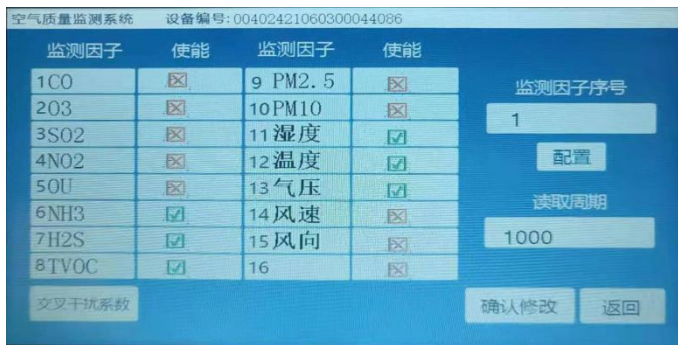 空气质量监测系统 设备编号:00402421060300044086
监测因子 使能 监测因子 使能
1CO 9 PM2.5
2O3 10PM10
3SO2 11湿度
4NO2 12温度
5OU 13气压
6NH3 14风速
7H2S 15风向
8TVOC 16
监测因子序号
1
配置
读取周期
1000
交叉干扰系数 确认修改 返回